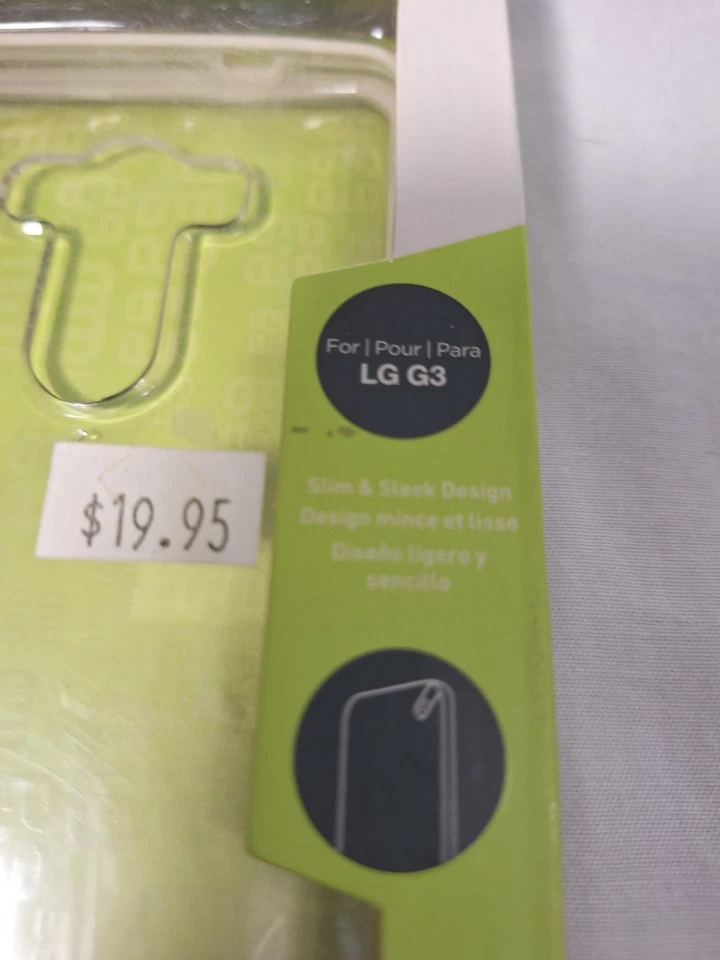 For | Pour | Para
LG G3
$19.95
Slim & Sleek Design
Design mince et lisse
Diseño ligero y
sencillo